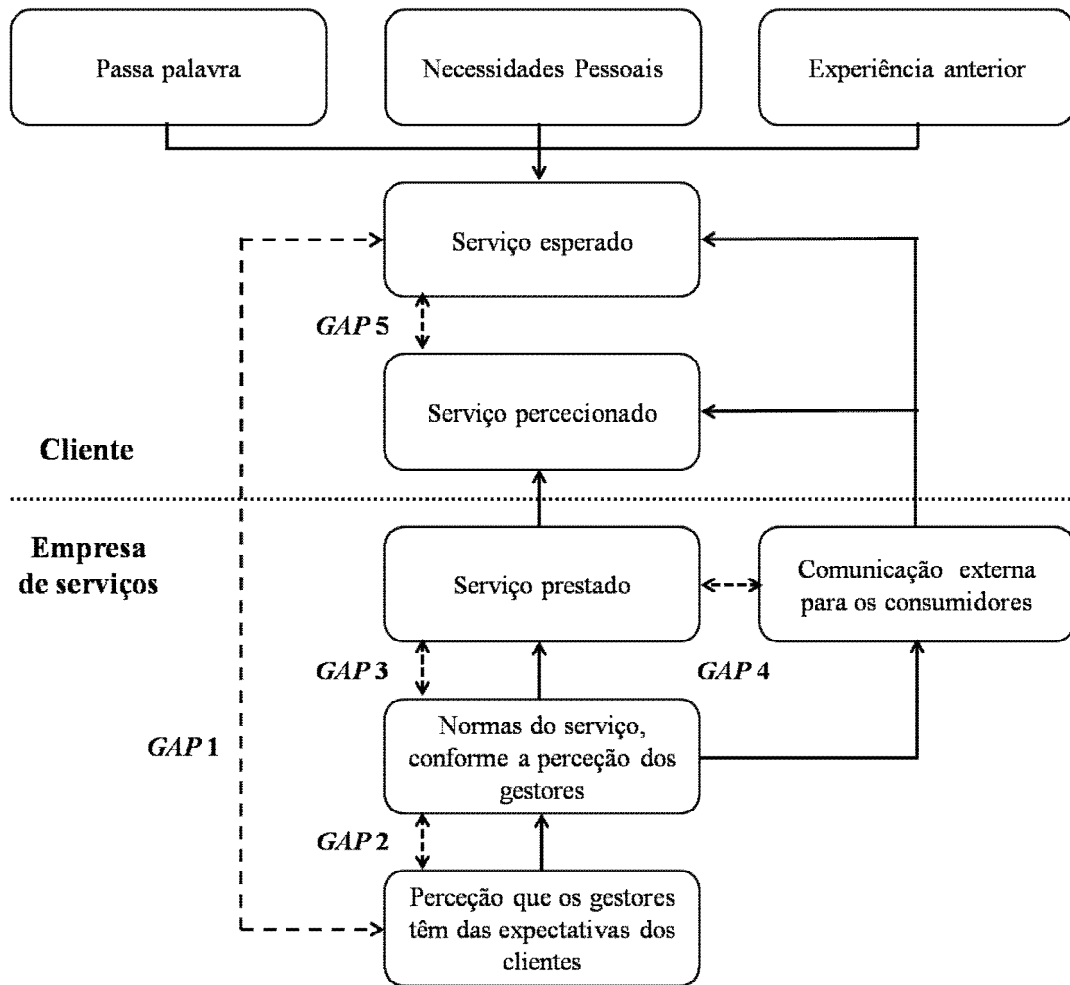 Passa palavra
Necessidades Pessoais
Experiência anterior
Serviço esperado
GAP 5
Serviço percecionado
Cliente
Empresa
de serviços
Serviço prestado
Comunicação externa
para os consumidores
GAP 3
GAP 4
GAP 1
Normas do serviço,
conforme a perceção dos
gestores
GAP 2
Perceção que os gestores
têm das expectativas dos
clientes